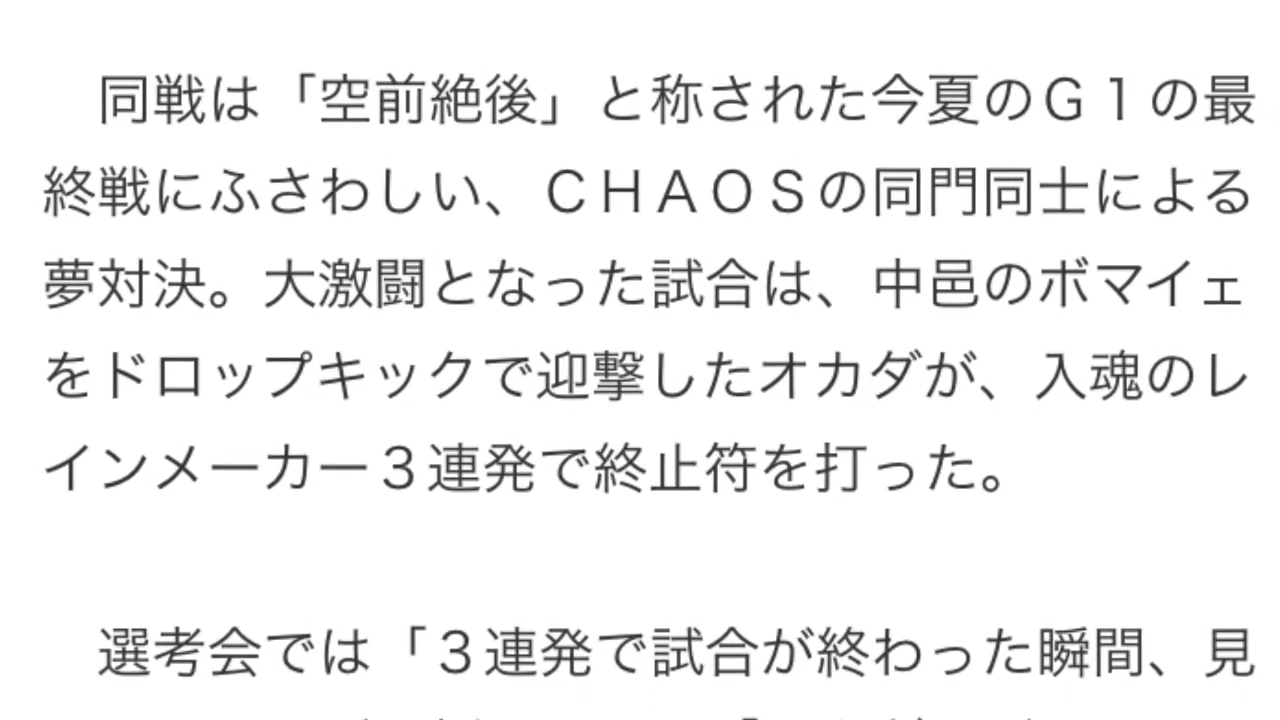 同戦は「空前絶後」と称された今夏のＧ１の最
終戦にふさわしい、ＣＨＡＯＳの同門同士による
夢対決。大激闘となった試合は、中邑のボマイェ
をドロップキックで迎撃したオカダが、入魂のレ
インメーカー３連発で終止符を打った。
選考会では「３連発で試合が終わった瞬間、見